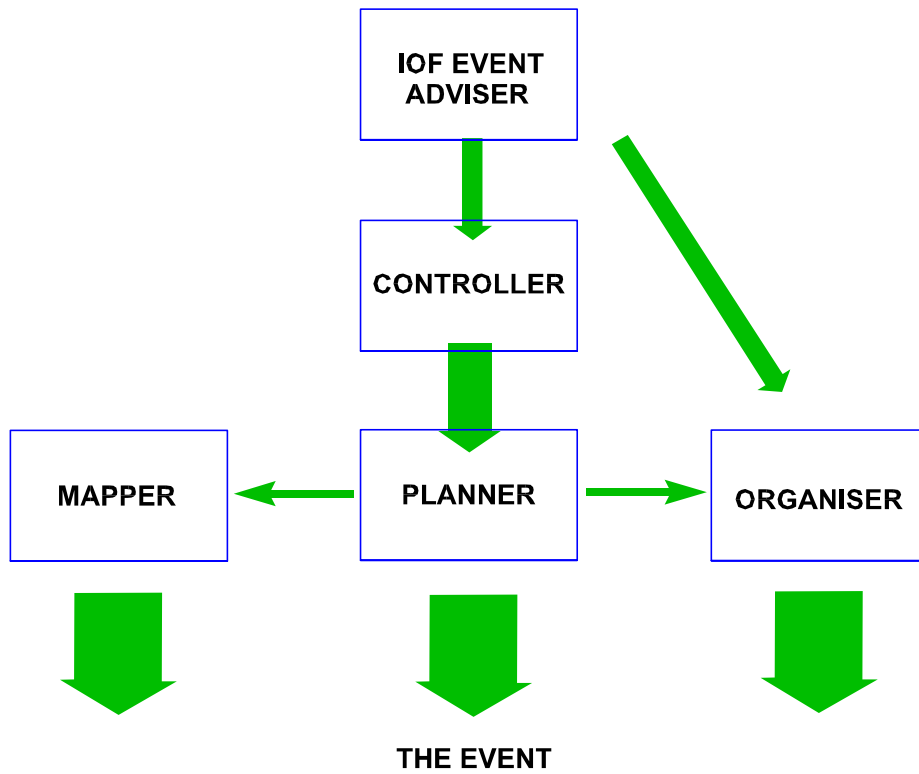 IOF EVENT
ADVISER
CONTROLLER
MAPPER
PLANNER
ORGANISER
THE EVENT